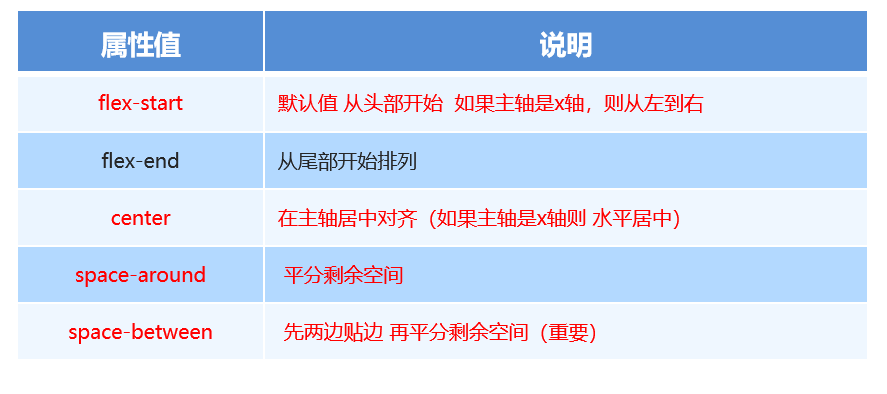 属性值 说明
flex-start 默认值 从头部开始 如果主轴是x轴，则从左到右
flex-end 从尾部开始排列
center 在主轴居中对齐（如果主轴是x轴则 水平居中）
space-around 平分剩余空间
space-between 先两边贴边 再平分剩余空间（重要）